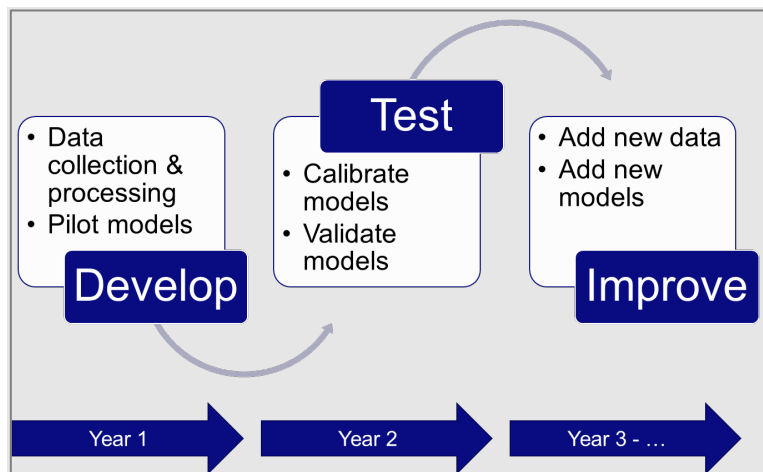 • Data
collection &
processing
• Pilot models
Develop
Test
• Calibrate
models
• Validate
models
• Add new data
• Add new
models
Improve
Year 1
Year 2
Year 3 - ...